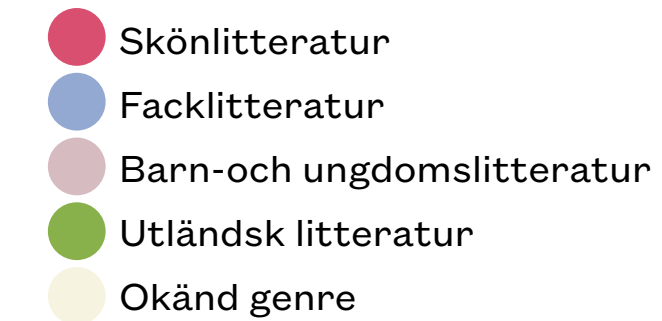 Skönlitteratur
Facklitteratur
Barn-och ungdomslitteratur
Utländsk litteratur
Okänd genre